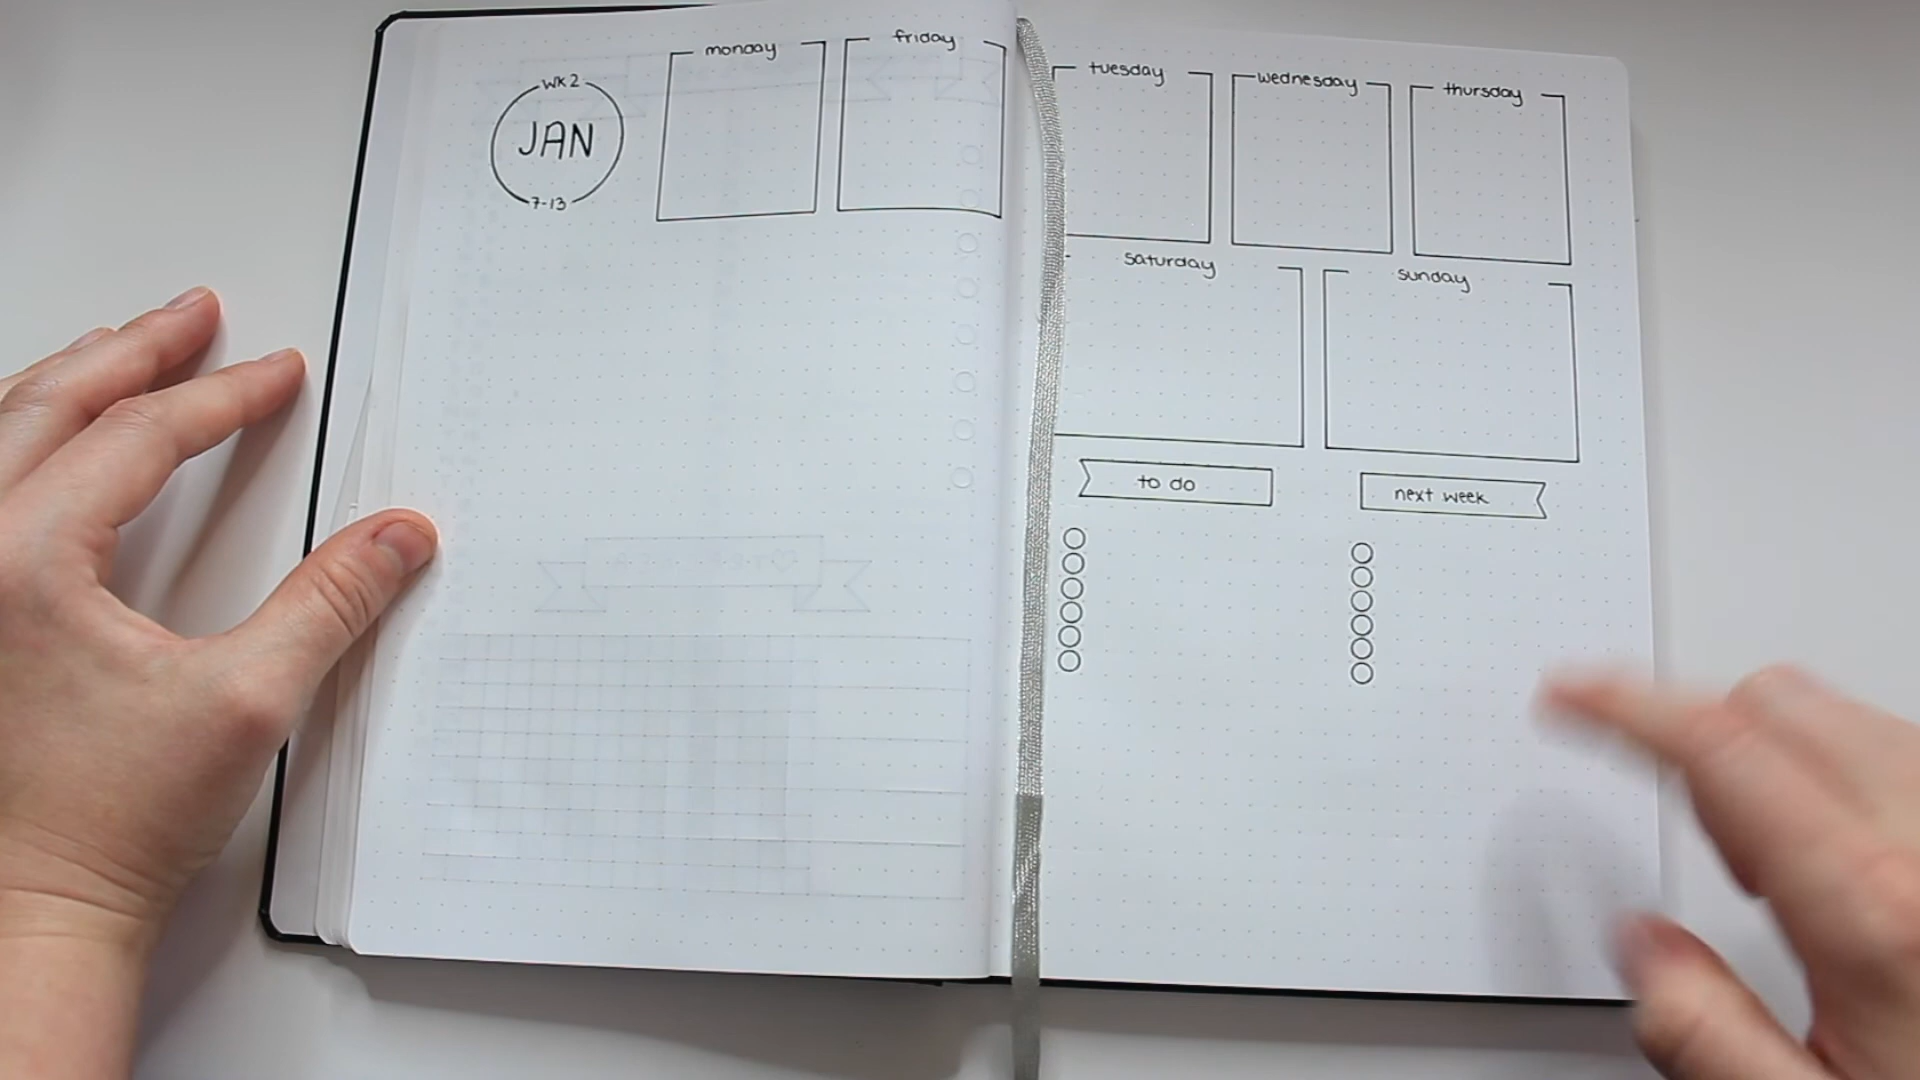 WK 2
JAN
7-13
monday
friday
tuesday
wednesday
thursday
saturday
sunday
to do
next week